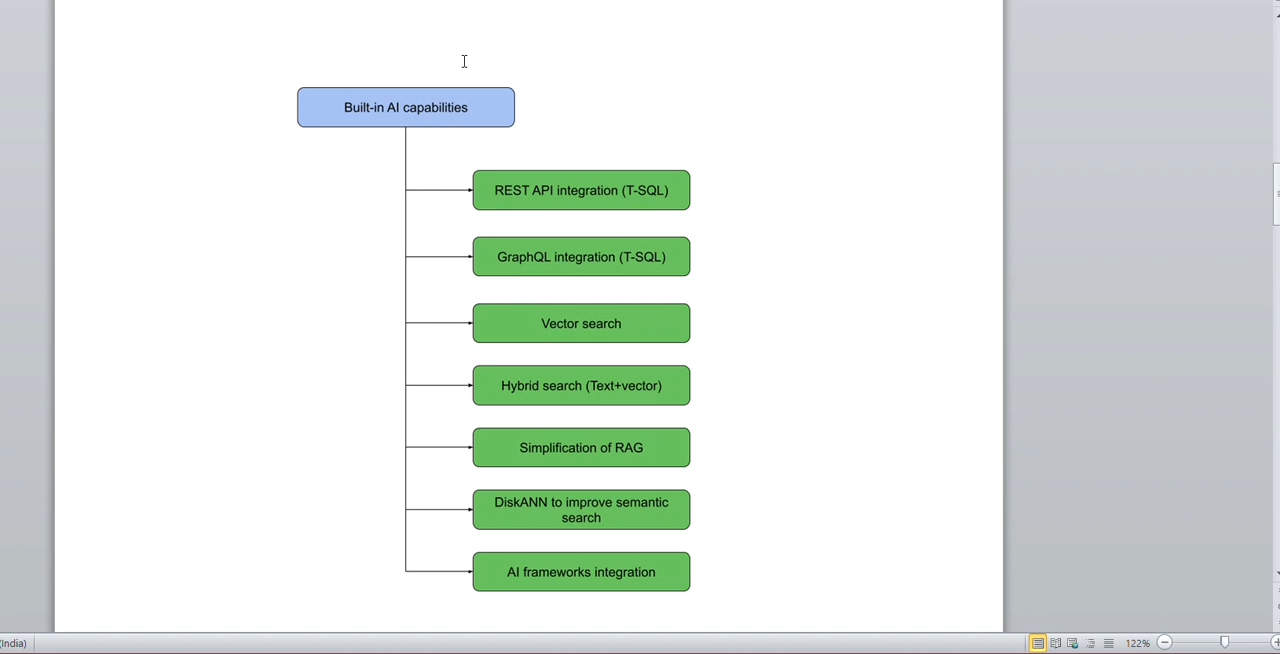 Built-in AI capabilities
REST API integration (T-SQL)
GraphQL integration (T-SQL)
Vector search
Hybrid search (Text+vector)
Simplification of RAG
DiskANN to improve semantic
search
AI frameworks integration
(India)
122%